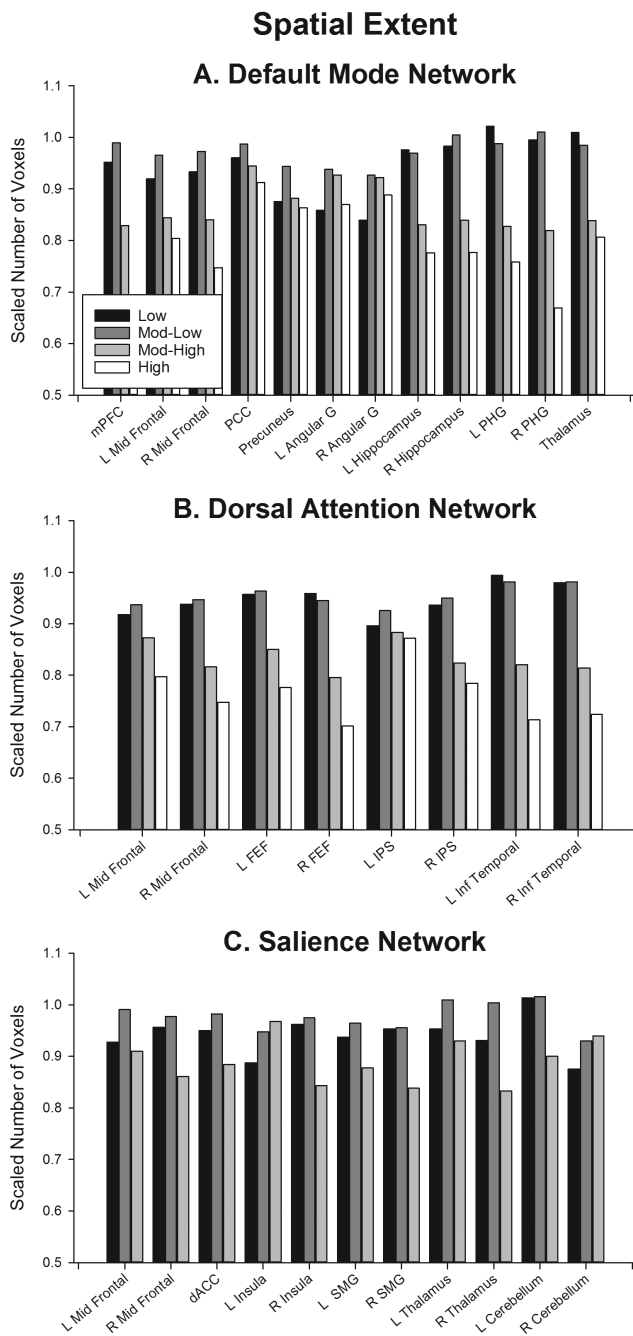 Spatial Extent
A. Default Mode Network
Scaled Number of Voxels
1.1
1.0
0.9
0.8
0.7
0.6
0.5
Low
Mod-Low
Mod-High
High
mPFC
L Mid Frontal
R Mid Frontal
PCC
Precuneus
L Angular G
R Angular G
L Hippocampus
R Hippocampus
L PHG
R PHG
Thalamus
B. Dorsal Attention Network
Scaled Number of Voxels
1.1
1.0
0.9
0.8
0.7
0.6
0.5
L Mid Frontal
R Mid Frontal
L FEF
R FEF
L IPS
R IPS
L Inf Temporal
R Inf Temporal
C. Salience Network
Scaled Number of Voxels
1.1
1.0
0.9
0.8
0.7
0.6
0.5
L Mid Frontal
R Mid Frontal
dACC
L Insula
R Insula
L SMG
R SMG
L Thalamus
R Thalamus
L Cerebellum
R Cerebellum